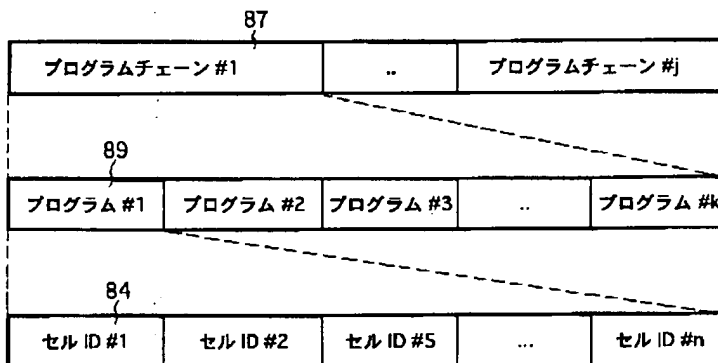 87
プログラムチェーン #1 .. プログラムチェーン #j
89
プログラム #1 プログラム #2 プログラム #3 .. プログラム #k
84
セル ID #1 セル ID #2 セル ID #5 ... セル ID #n